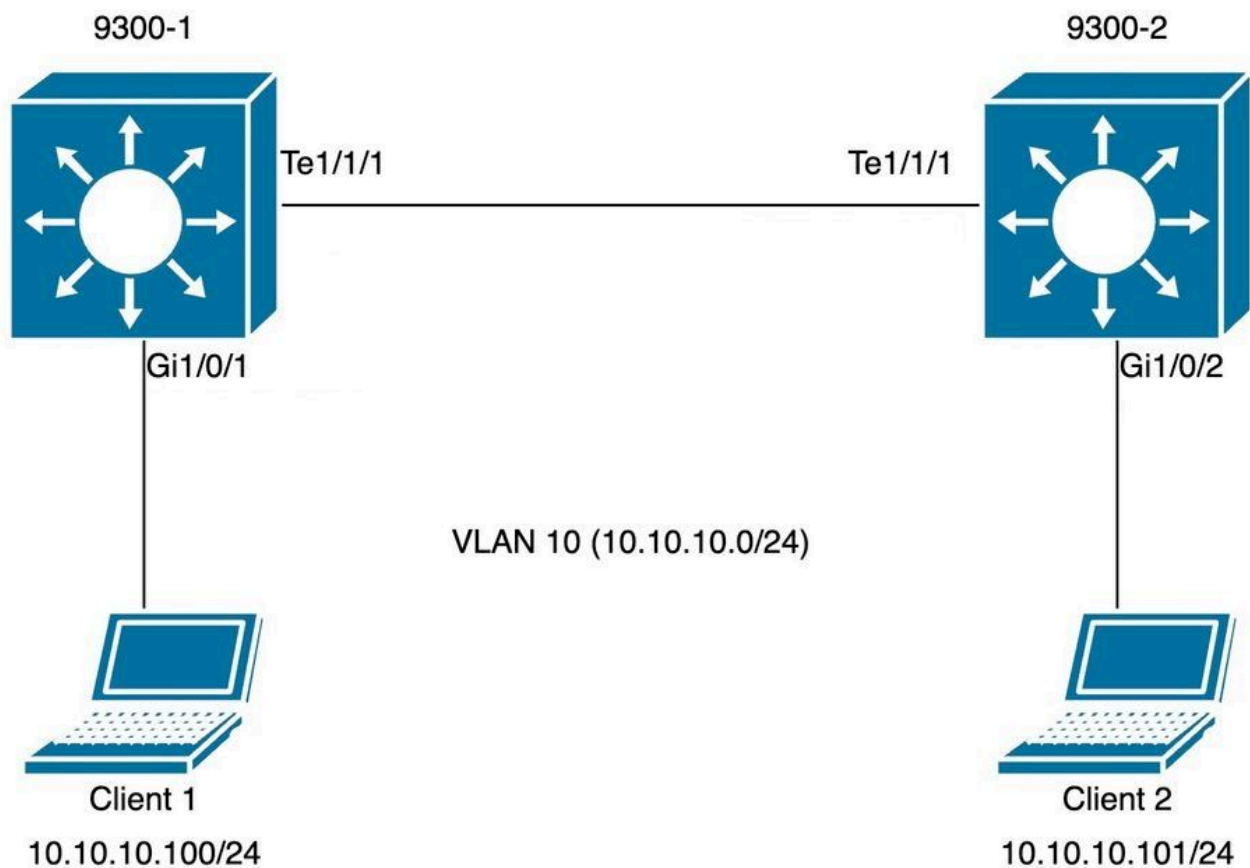 9300-1
9300-2
Te1/1/1
Te1/1/1
Gi1/0/1
Gi1/0/2
VLAN 10 (10.10.10.0/24)
Client 1
Client 2
10.10.10.100/24
10.10.10.101/24